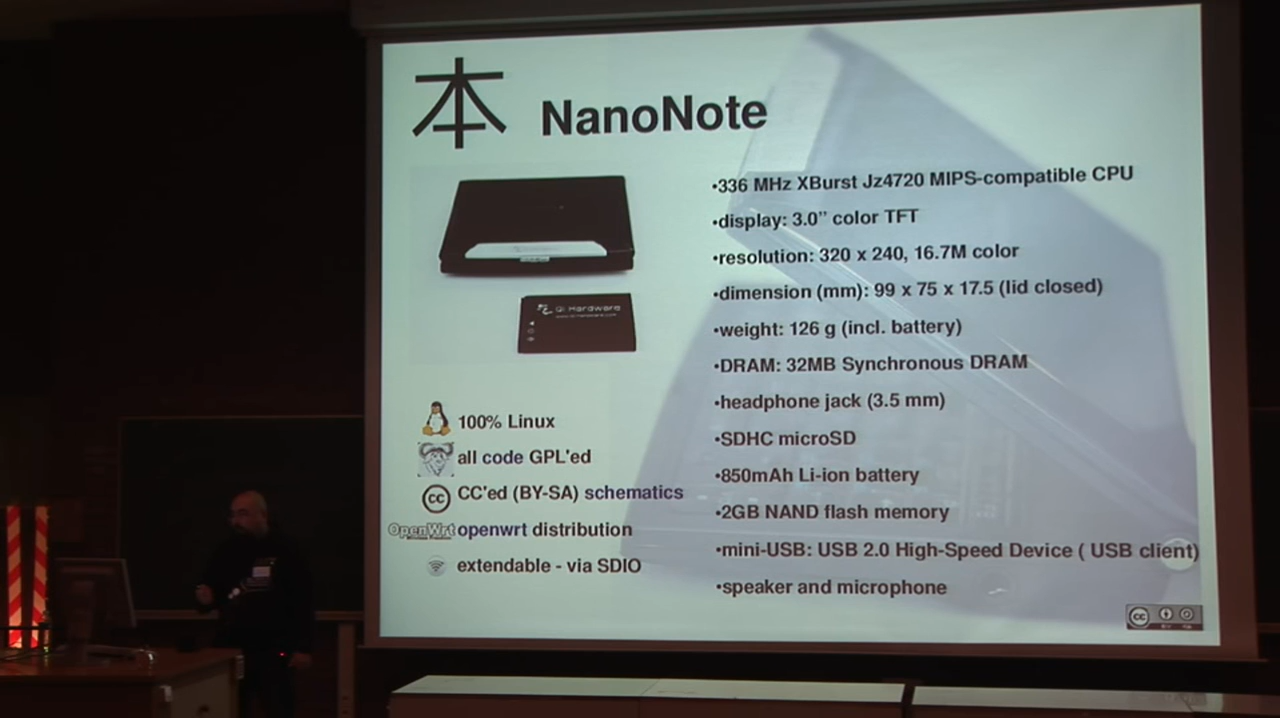 本 NanoNote
•336 MHz XBurst Jz4720 MIPS-compatible CPU
•display: 3.0” color TFT
•resolution: 320 x 240, 16.7M color
•dimension (mm): 99 x 75 x 17.5 (lid closed)
•weight: 126 g (incl. battery)
•DRAM: 32MB Synchronous DRAM
•headphone jack (3.5 mm)
•SDHC microSD
•850mAh Li-ion battery
•2GB NAND flash memory
•mini-USB: USB 2.0 High-Speed Device ( USB client)
•speaker and microphone
Qi Hardware
100% Linux
all code GPL'ed
cc CC'ed (BY-SA) schematics
OpenWrt openwrt distribution
extendable - via SDIO
cc